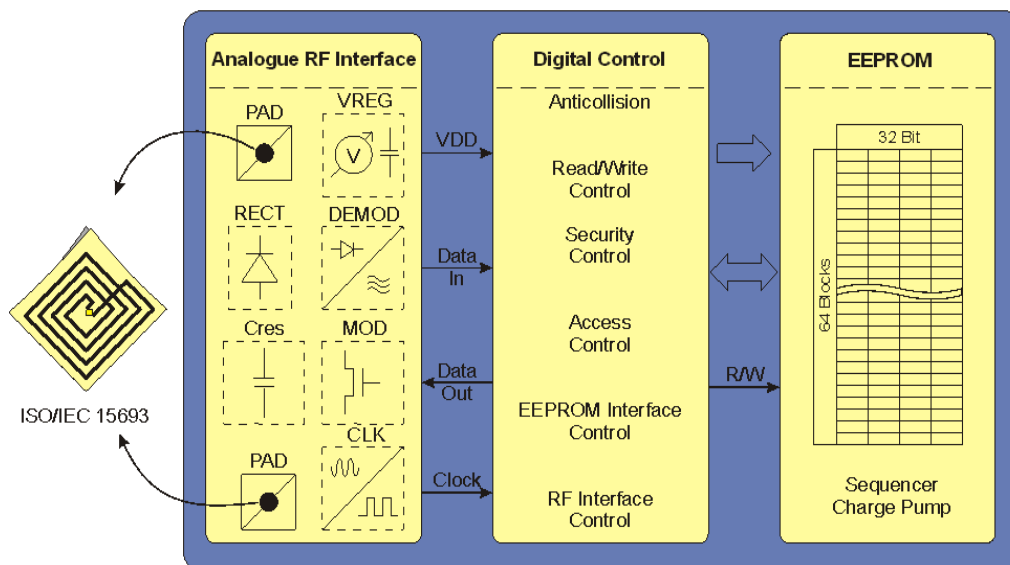 Analogue RF Interface
PAD
VREG
V
RECT
DEMOD
Cres
MOD
CLK
PAD
ISO/IEC 15693
VDD
Data
In
Data
Out
Clock
Digital Control
Anticollision
Read/Write
Control
Security
Control
Access
Control
EEPROM Interface
Control
RF Interface
Control
R/W
EEPROM
32 Bit
64 Blocks
Sequencer
Charge Pump